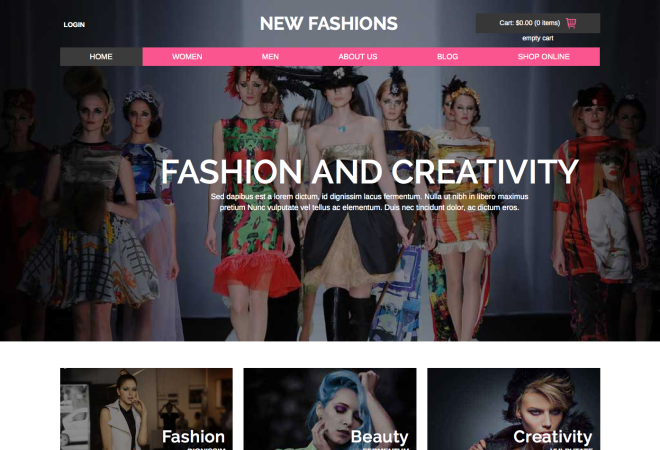 LOGIN
NEW FASHIONS
Cart: $0.00 (0 items)
empty cart
HOME WOMEN MEN ABOUT US BLOG SHOP ONLINE
FASHION AND CREATIVITY
Sed dapibus est a lorem dictum, id dignissim lacus fermentum. Nulla ut nibh in libero maximus
pretium Nunc vulputate vel tellus ac elementum. Duis nec tincidunt dolor, ac dictum eros.
Fashion Beauty Creativity